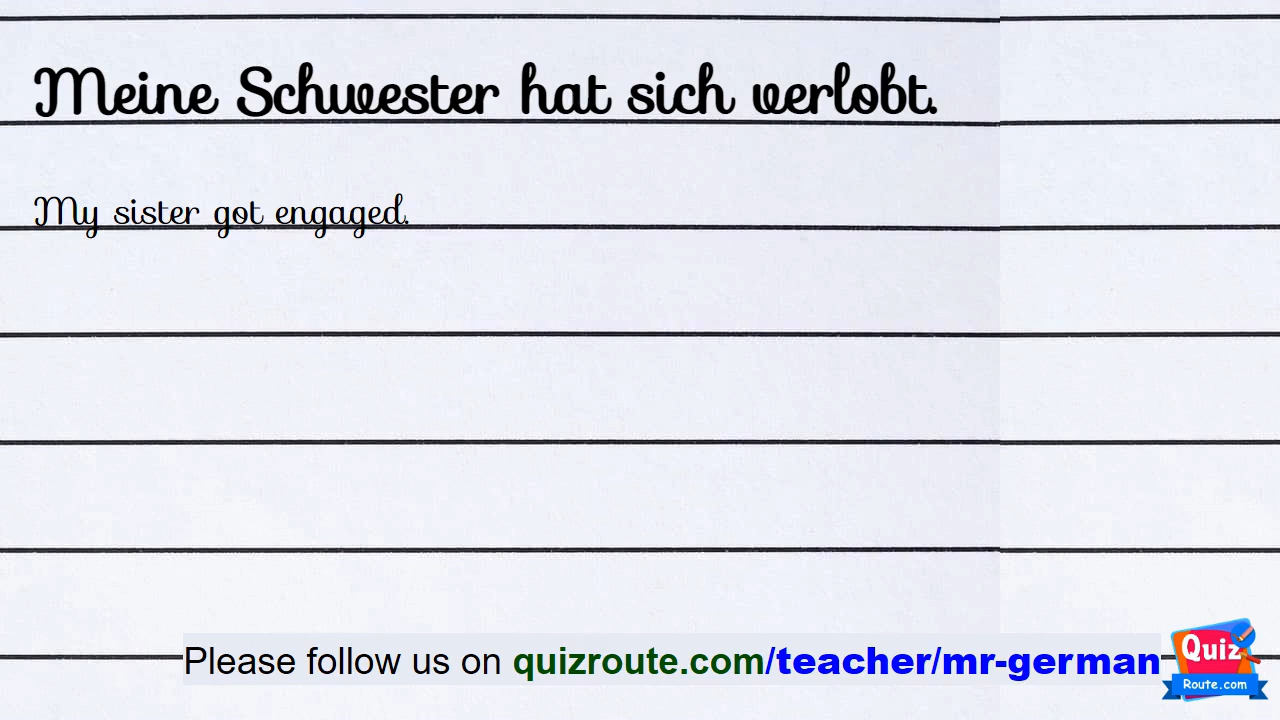 Meine Schwester hat sich verlobt.
My sister got engaged.
Please follow us on quizroute.com/teacher/mr-german
Quiz
Route.com